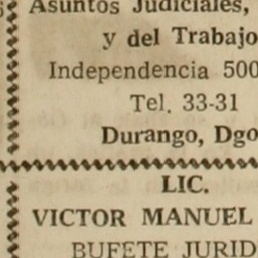 Asuntos Judiciales,
y del Trabajo
Independencia 500
Tel. 33-31
Durango, Dgo
LIC.
VICTOR MANUEL
BUFETE JURID